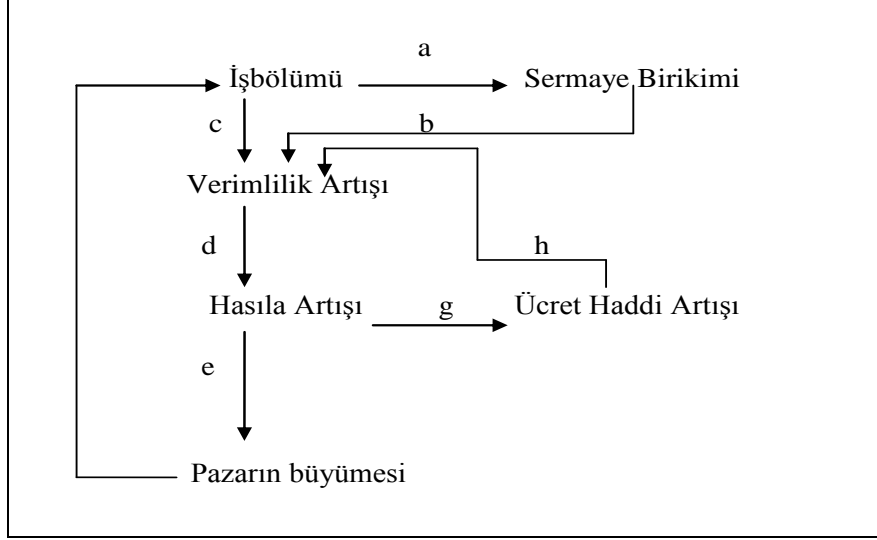 a
İşbölümü Sermaye Birikimi
c b
Verimlilik Artışı
d h
Hasıla Artışı g Ücret Haddi Artışı
e
Pazarın büyümesi